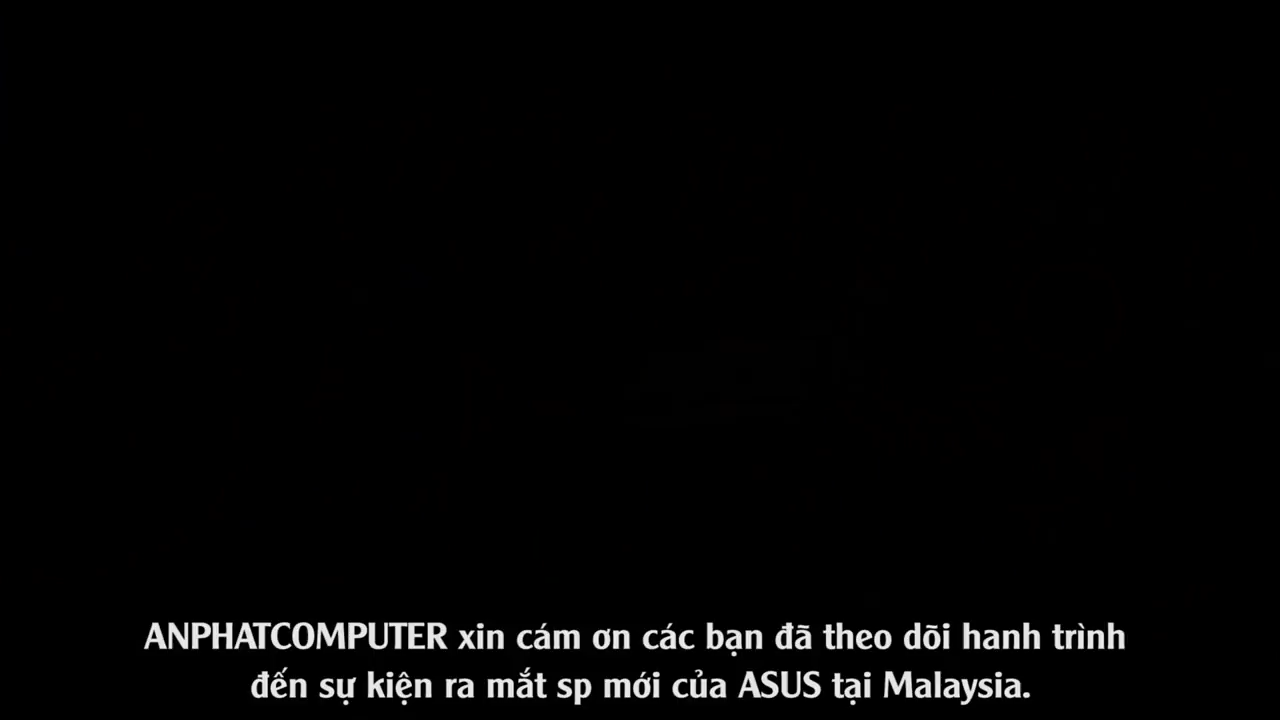 ANPHATCOMPUTER xin cám ơn các bạn đã theo dõi hanh trình
đến sự kiện ra mắt sp mới của ASUS tại Malaysia.